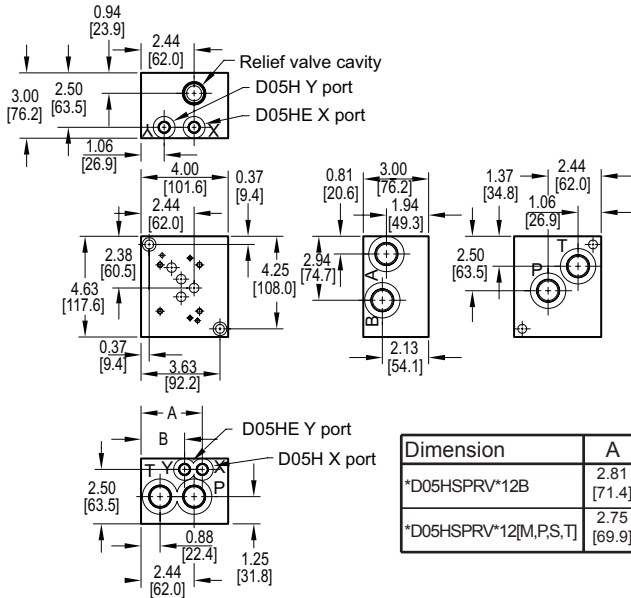 0.94
[23.9]
2.44
[62.0]
Relief valve cavity
D05H Y port
D05HE X port
3.00
[76.2]
2.50
[63.5]
Y
X
1.06
[26.9]
4.00
[101.6]
0.37
[9.4]
2.44
[62.0]
2.38
[60.5]
4.63
[117.6]
4.25
[108.0]
0.37
[9.4]
3.63
[92.2]
0.81
[20.6]
3.00
[76.2]
1.94
[49.3]
2.94
[74.7]
A
B
2.13
[54.1]
1.37
[34.8]
2.44
[62.0]
1.06
[26.9]
2.50
[63.5]
T
P
A
B
D05HE Y port
D05H X port
T Y X
P
2.50
[63.5]
0.88
[22.4]
1.25
[31.8]
2.44
[62.0]
Dimension A
*D05HSPRV*12B 2.81 [71.4]
*D05HSPRV*12[M,P,S,T] 2.75 [69.9]